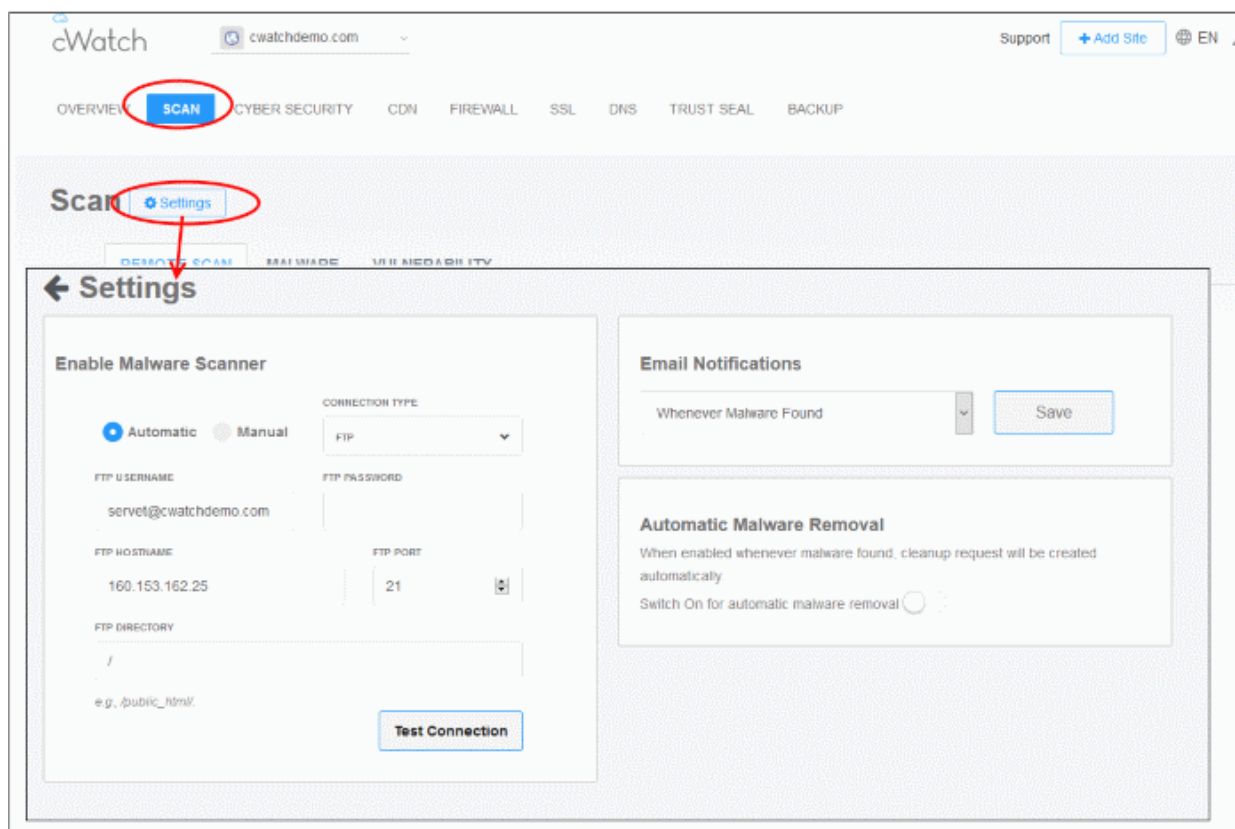 cWatch
cwatchdemo.com
Support
+ Add Site
EN
OVERVIEW
SCAN
CYBER SECURITY
CDN
FIREWALL
SSL
DNS
TRUST SEAL
BACKUP
Scan
Settings
REMOTE SCAN
MALWARE
VULNERABILITY
Settings
Enable Malware Scanner
CONNECTION TYPE
Automatic
Manual
FTP
FTP USERNAME
FTP PASSWORD
servet@cwatchdemo.com
FTP HOSTNAME
FTP PORT
160.153.162.25
21
FTP DIRECTORY
/
e.g., /public_html/.
Test Connection
Email Notifications
Whenever Malware Found
Save
Automatic Malware Removal
When enabled whenever malware found, cleanup request will be created
automatically.
Switch On for automatic malware removal